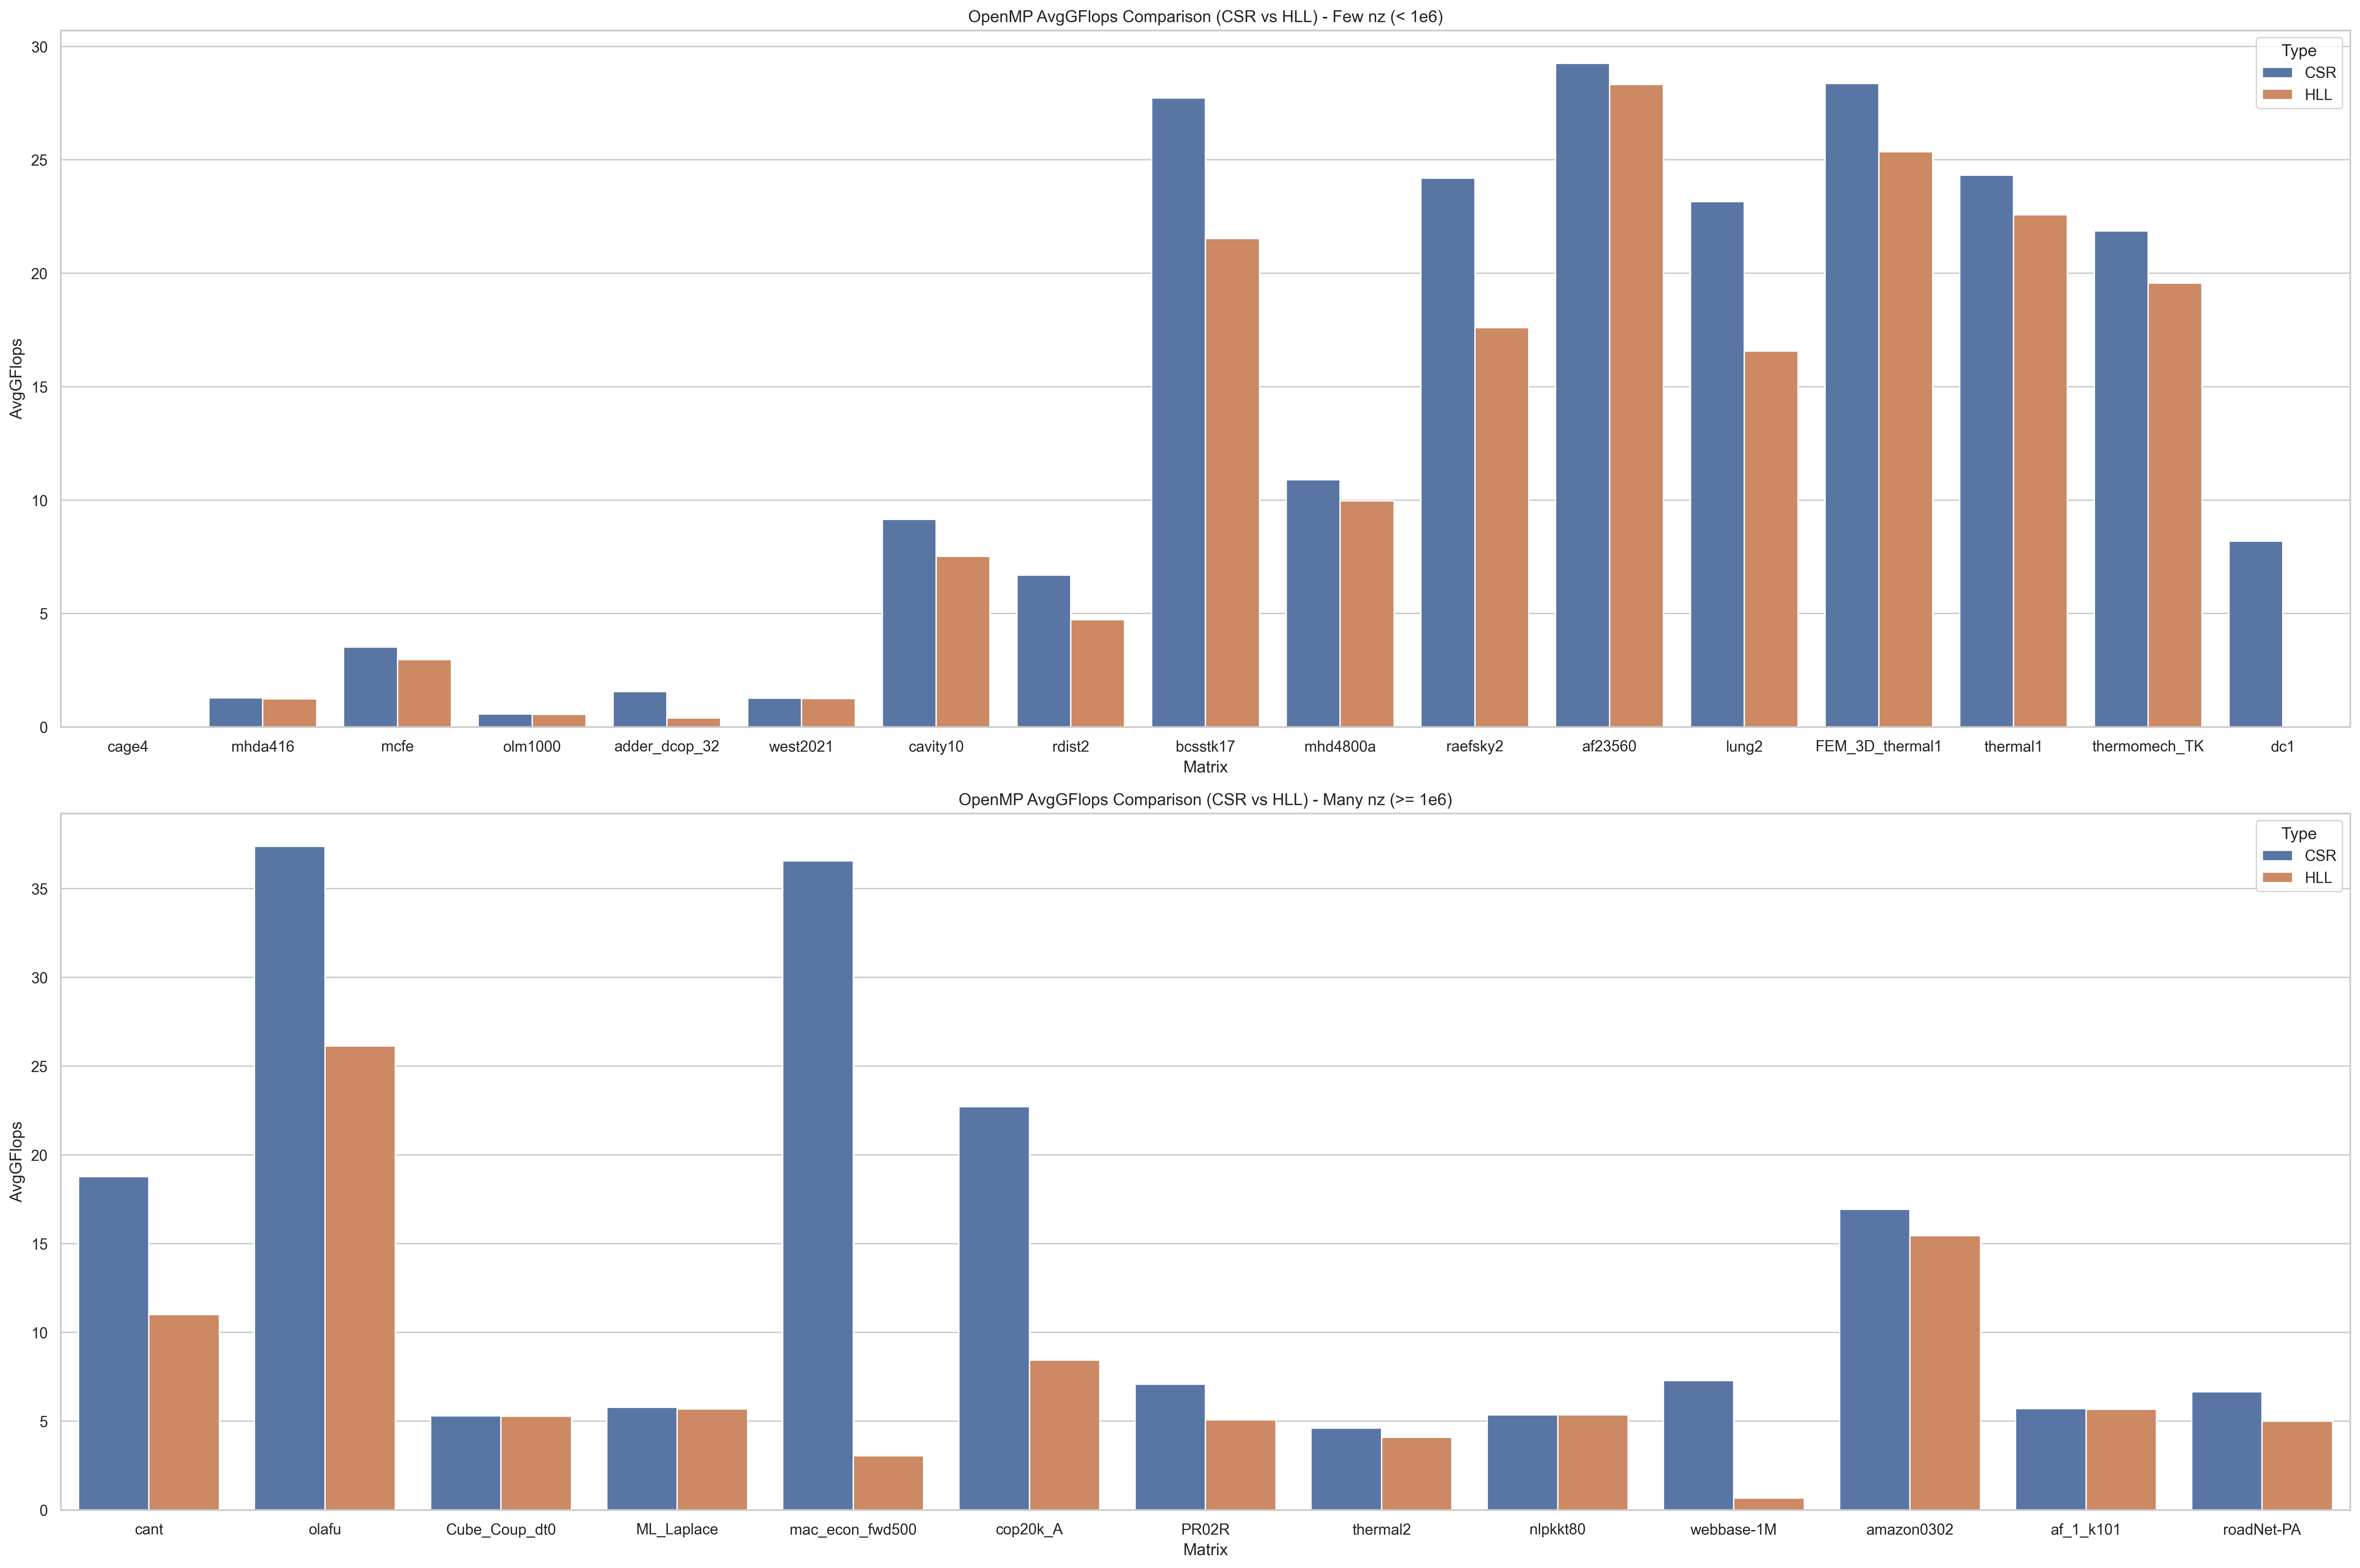 OpenMP AvgGFlops Comparison (CSR vs HLL) - Few nz (< 1e6)
Type
CSR
HLL
AvgGFlops
30
25
20
15
10
5
0
cage4 mhda416 mcfe olm1000 adder_dcop_32 west2021 cavity10 rdist2 bcsstk17 mhd4800a raefsky2 af23560 lung2 FEM_3D_thermal1 thermal1 thermomech_TK dc1
Matrix
OpenMP AvgGFlops Comparison (CSR vs HLL) - Many nz (>= 1e6)
Type
CSR
HLL
AvgGFlops
35
30
25
20
15
10
5
0
cant olafu Cube_Coup_dt0 ML_Laplace mac_econ_fwd500 cop20k_A PR02R thermal2 nlpkkt80 webbase-1M amazon0302 af_1_k101 roadNet-PA
Matrix